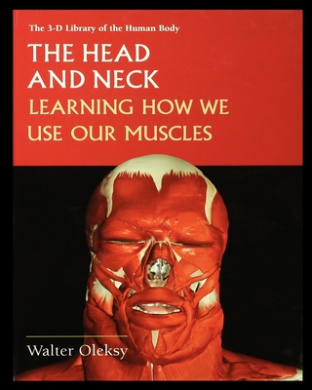 The 3-D Library of the Human Body
THE HEAD
AND NECK
LEARNING HOW WE
USE OUR MUSCLES
Walter Oleksy